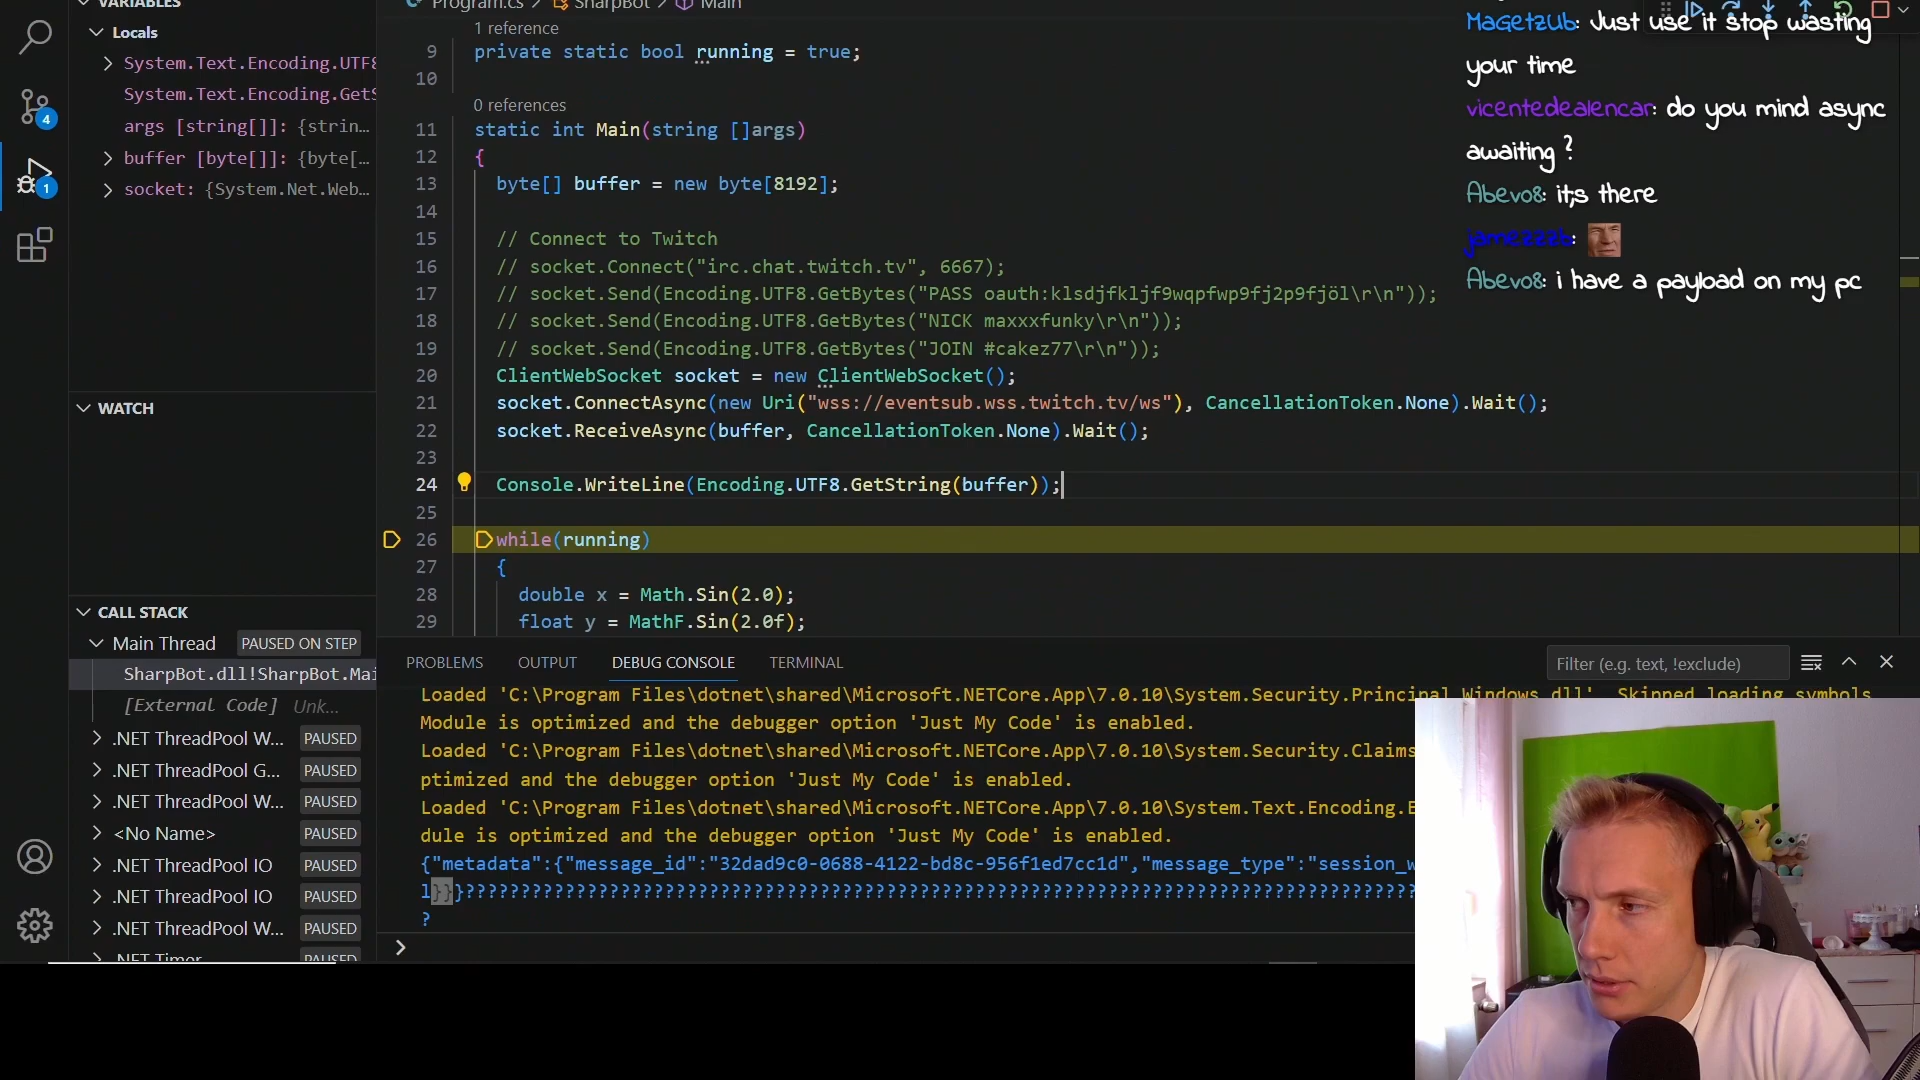 VARIABLES
Locals
System.Text.Encoding.UTF8
System.Text.Encoding.GetS
args [string[]]: {strin…
buffer [byte[]]: {byte[…
socket: {System.Net.Web…
WATCH
CALL STACK
Main Thread PAUSED ON STEP
SharpBot.dll!SharpBot.Mai
[External Code] Unk...
.NET ThreadPool W... PAUSED
.NET ThreadPool G... PAUSED
.NET ThreadPool W... PAUSED
<No Name> PAUSED
.NET ThreadPool IO PAUSED
.NET ThreadPool IO PAUSED
.NET ThreadPool W... PAUSED
.NET Timer PAUSED
4
1
Program.cs > SharpBot > Main
1 reference
9 private static bool running = true;
10
0 references
11 static int Main(string []args)
12 {
13 byte[] buffer = new byte[8192];
14
15 // Connect to Twitch
16 // socket.Connect("irc.chat.twitch.tv", 6667);
17 // socket.Send(Encoding.UTF8.GetBytes("PASS oauth:klsdjfkljf9wqpfwp9fj2p9fjöl\r\n"));
18 // socket.Send(Encoding.UTF8.GetBytes("NICK maxxxfunky\r\n"));
19 // socket.Send(Encoding.UTF8.GetBytes("JOIN #cakez77\r\n"));
20 ClientWebSocket socket = new ClientWebSocket();
21 socket.ConnectAsync(new Uri("wss://eventsub.wss.twitch.tv/ws"), CancellationToken.None).Wait();
22 socket.ReceiveAsync(buffer, CancellationToken.None).Wait();
23
24 Console.WriteLine(Encoding.UTF8.GetString(buffer));
25
26 while(running)
27 {
28 double x = Math.Sin(2.0);
29 float y = MathF.Sin(2.0f);
MaGetzUb: Just use it stop wasting
your time
vicentedealencar: do you mind async
awaiting ?
Abevo8: it;s there
jamezzzb:
Abevo8: i have a payload on my pc
PROBLEMS OUTPUT DEBUG CONSOLE TERMINAL
Filter (e.g. text, !exclude)
Loaded 'C:\Program Files\dotnet\shared\Microsoft.NETCore.App\7.0.10\System.Security.Principal.Windows.dll'. Skipped loading symbols.
Module is optimized and the debugger option 'Just My Code' is enabled.
Loaded 'C:\Program Files\dotnet\shared\Microsoft.NETCore.App\7.0.10\System.Security.Claims
ptimized and the debugger option 'Just My Code' is enabled.
Loaded 'C:\Program Files\dotnet\shared\Microsoft.NETCore.App\7.0.10\System.Text.Encoding.E
dule is optimized and the debugger option 'Just My Code' is enabled.
{"metadata":{"message_id":"32dad9c0-0688-4122-bd8c-956f1ed7cc1d","message_type":"session_w
l}}}??????????????????????????????????????????????????????????????????????????????????????
?
>